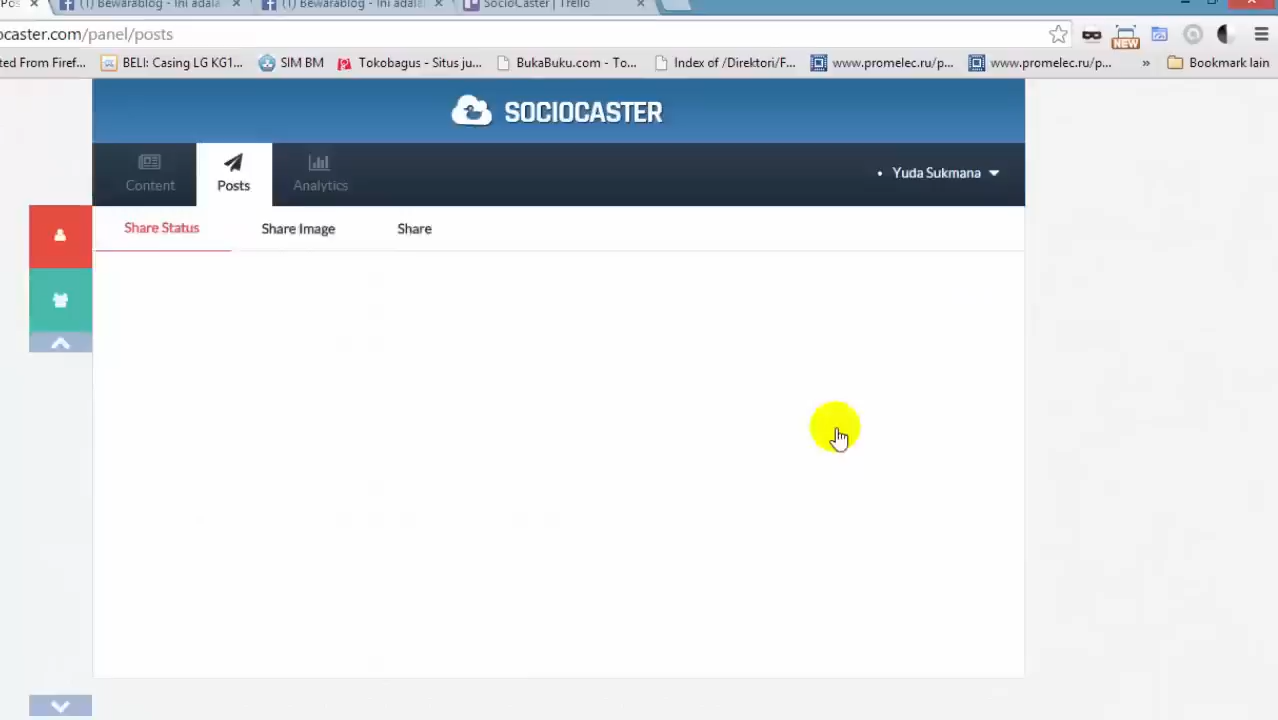 Pos
(1) Bewarablog - Ini adala
(1) Bewarablog - Ini adala
SocioCaster | Trello
ocaster.com/panel/posts
NEW
ted From Firef...
BELI: Casing LG KG1...
SIM BM
Tokobagus - Situs ju...
BukaBuku.com - To...
Index of /Direktori/F...
www.promelec.ru/p...
www.promelec.ru/p...
»
Bookmark lain
SOCIOCASTER
Content
Posts
Analytics
• Yuda Sukmana
Share Status
Share Image
Share